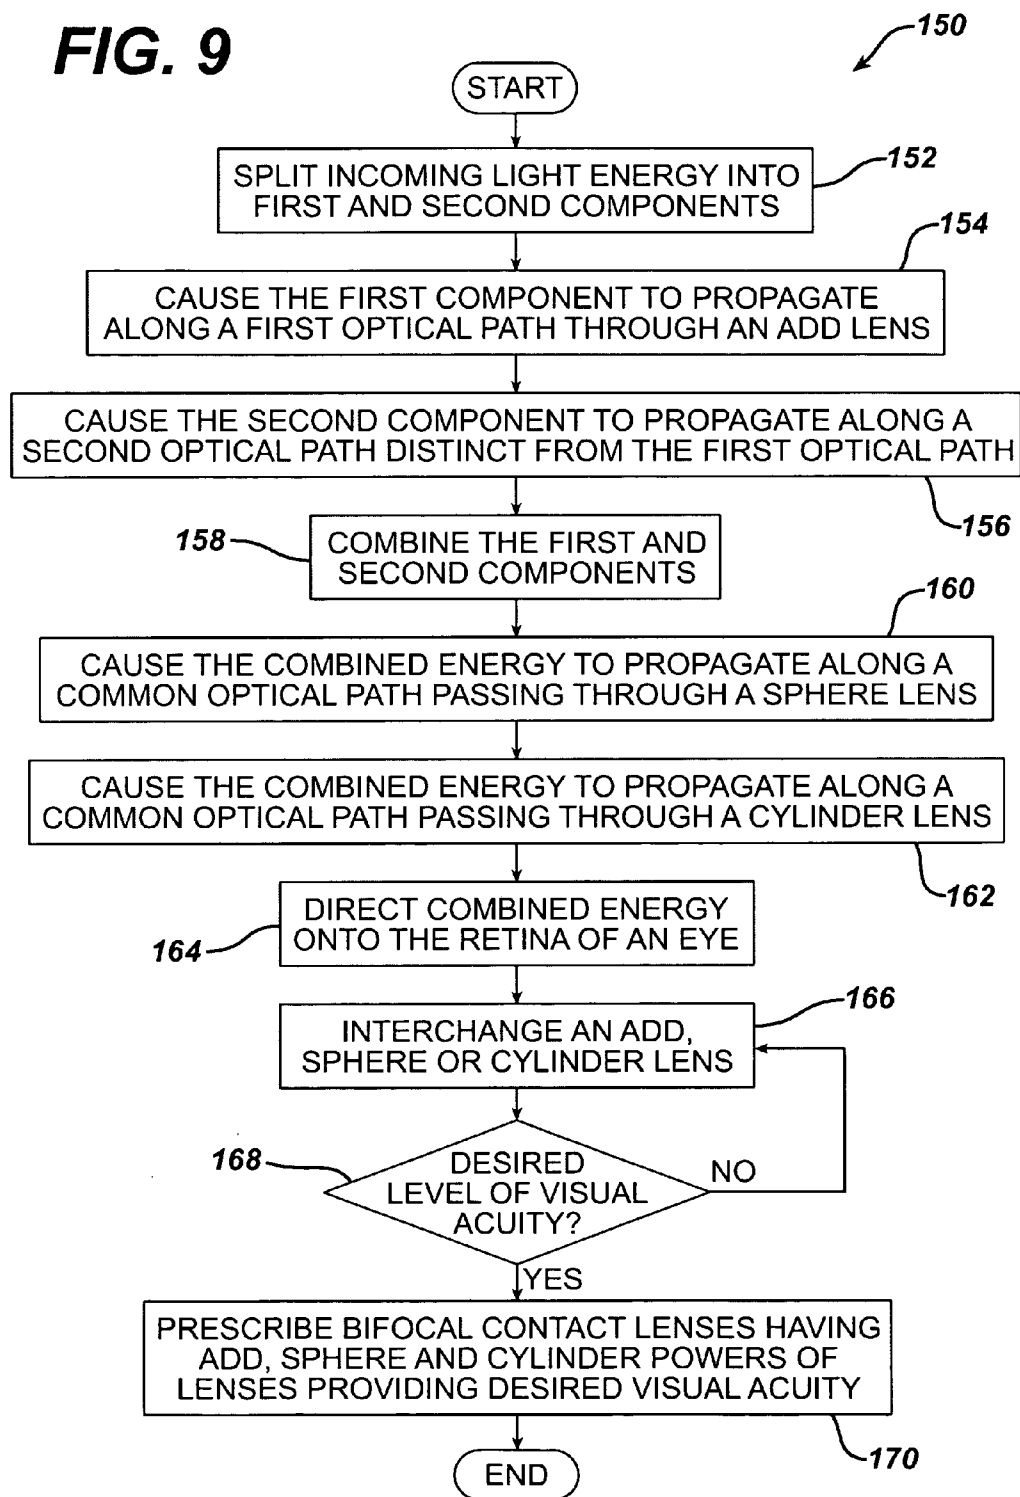 FIG. 9
150
START
SPLIT INCOMING LIGHT ENERGY INTO
FIRST AND SECOND COMPONENTS
152
154
CAUSE THE FIRST COMPONENT TO PROPAGATE
ALONG A FIRST OPTICAL PATH THROUGH AN ADD LENS
CAUSE THE SECOND COMPONENT TO PROPAGATE ALONG A
SECOND OPTICAL PATH DISTINCT FROM THE FIRST OPTICAL PATH
156
158
COMBINE THE FIRST AND
SECOND COMPONENTS
160
CAUSE THE COMBINED ENERGY TO PROPAGATE ALONG A
COMMON OPTICAL PATH PASSING THROUGH A SPHERE LENS
CAUSE THE COMBINED ENERGY TO PROPAGATE ALONG A
COMMON OPTICAL PATH PASSING THROUGH A CYLINDER LENS
162
DIRECT COMBINED ENERGY
ONTO THE RETINA OF AN EYE
164
166
INTERCHANGE AN ADD,
SPHERE OR CYLINDER LENS
168
DESIRED
LEVEL OF VISUAL
ACUITY?
NO
YES
PRESCRIBE BIFOCAL CONTACT LENSES HAVING
ADD, SPHERE AND CYLINDER POWERS OF
LENSES PROVIDING DESIRED VISUAL ACUITY
170
END